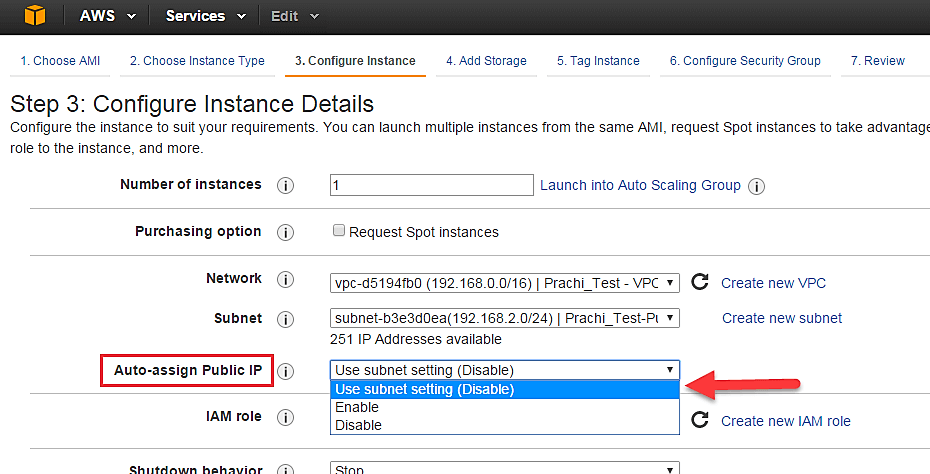 AWS Services Edit
1. Choose AMI 2. Choose Instance Type 3. Configure Instance 4. Add Storage 5. Tag Instance 6. Configure Security Group 7. Review
Step 3: Configure Instance Details
Configure the instance to suit your requirements. You can launch multiple instances from the same AMI, request Spot instances to take advantage
role to the instance, and more.
Number of instances 1 Launch into Auto Scaling Group
Purchasing option Request Spot instances
Network vpc-d5194fb0 (192.168.0.0/16) | Prachi_Test - VPC Create new VPC
Subnet subnet-b3e3d0ea(192.168.2.0/24) | Prachi_Test-Pu Create new subnet
251 IP Addresses available
Auto-assign Public IP Use subnet setting (Disable)
Use subnet setting (Disable)
Enable
Disable
IAM role Create new IAM role
Shutdown behavior Stop